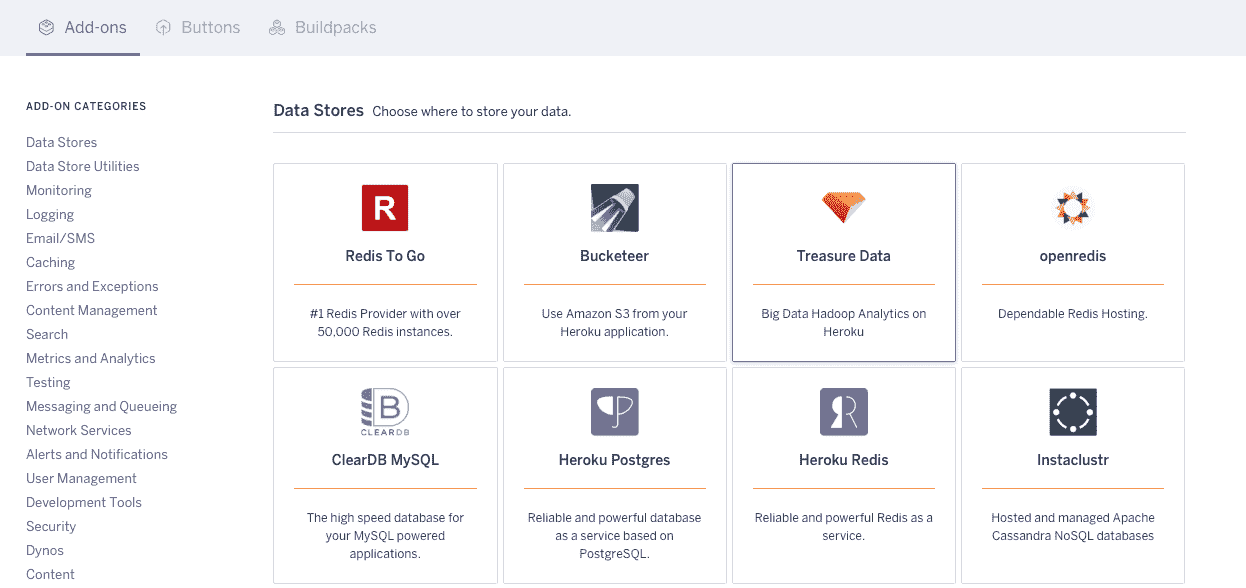 Add-ons Buttons Buildpacks
ADD-ON CATEGORIES
Data Stores
Data Store Utilities
Monitoring
Logging
Email/SMS
Caching
Errors and Exceptions
Content Management
Search
Metrics and Analytics
Testing
Messaging and Queueing
Network Services
Alerts and Notifications
User Management
Development Tools
Security
Dynos
Content
Data Stores Choose where to store your data.
R
Redis To Go
#1 Redis Provider with over
50,000 Redis instances.
Bucketeer
Use Amazon S3 from your
Heroku application.
Treasure Data
Big Data Hadoop Analytics on
Heroku
openredis
Dependable Redis Hosting.
B
CLEARDB
ClearDB MySQL
The high speed database for
your MySQL powered
applications.
P
Heroku Postgres
Reliable and powerful database
as a service based on
PostgreSQL.
R
Heroku Redis
Reliable and powerful Redis as a
service.
Instaclustr
Hosted and managed Apache
Cassandra NoSQL databases